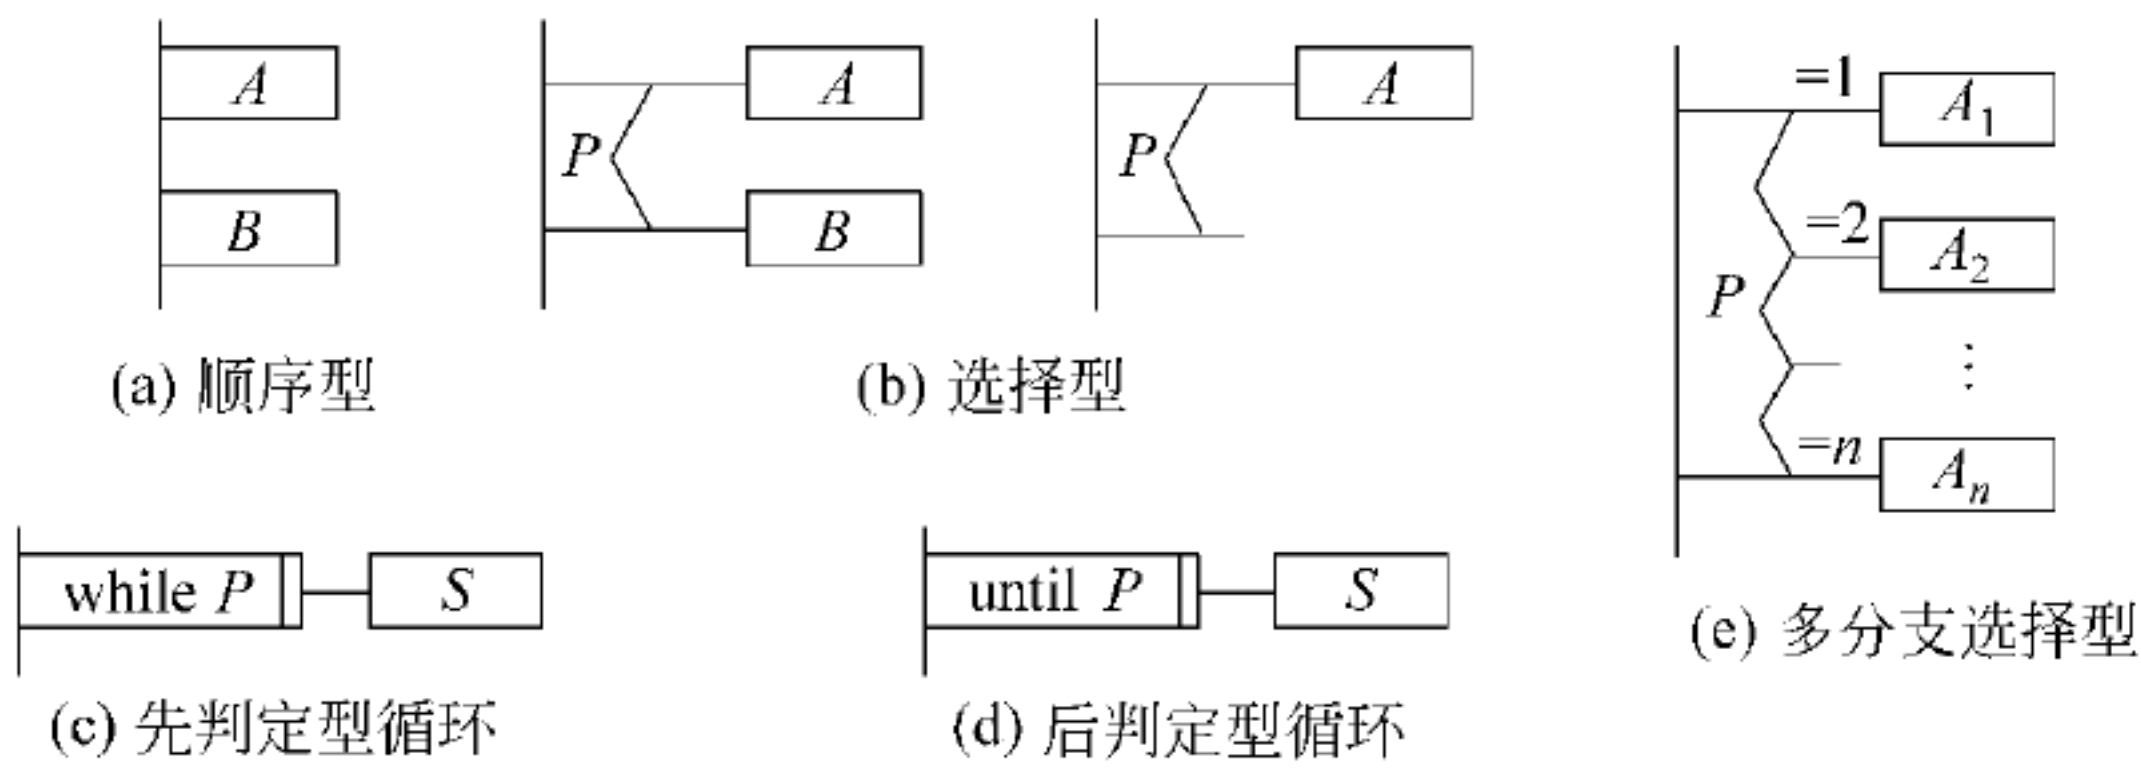 A
B
(a) 顺序型
P
A
B
P
A
(b) 选择型
while P
S
(c) 先判定型循环
until P
S
(d) 后判定型循环
P
=1
A₁
=2
A₂
⋮
=n
Aₙ
(e) 多分支选择型